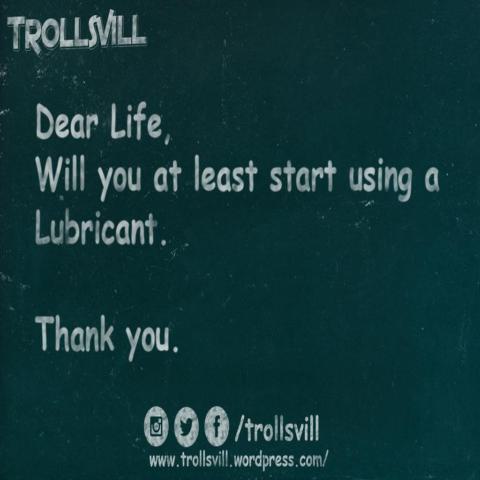 TROLLSVILL
Dear Life,
Will you at least start using a
Lubricant.
Thank you.
/trollsvill
www.trollsvill.wordpress.com/